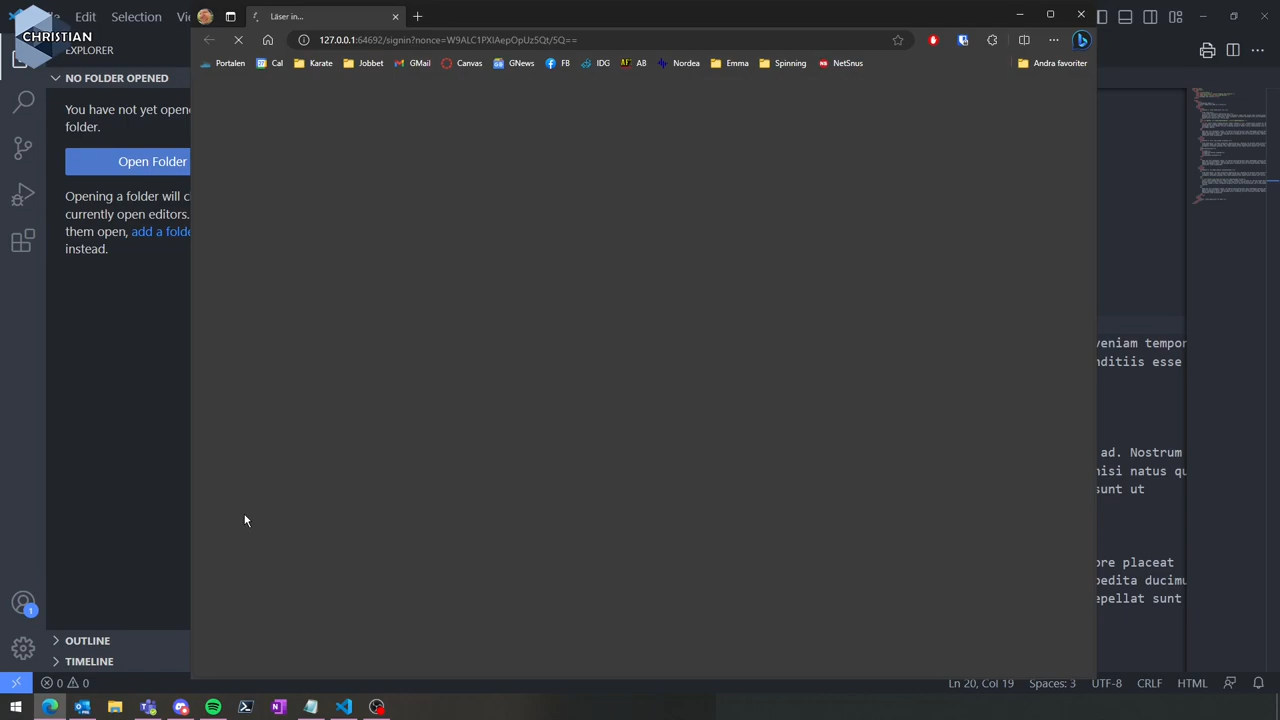 Edit
Selection
Läser in...
CHRISTIAN
EXPLORER
127.0.0.1:64692/signin?nonce=W9ALC1PXIAepOpUz5Qt/5Q==
Portalen
Cal
Karate
Jobbet
GMail
Canvas
GNews
FB
IDG
AB
Nordea
Emma
Spinning
NetSnus
Andra favoriter
NO FOLDER OPENED
You have not yet opene
folder.
Open Folder
Opening a folder will c
currently open editors.
them open, add a folde
instead.
veniam tempor
nditiis esse
ad. Nostrum
nisi natus qu
sunt ut
ore placeat
pedita ducimu
epellat sunt
1
OUTLINE
TIMELINE
0
0
Ln 20, Col 19
Spaces: 3
UTF-8
CRLF
HTML